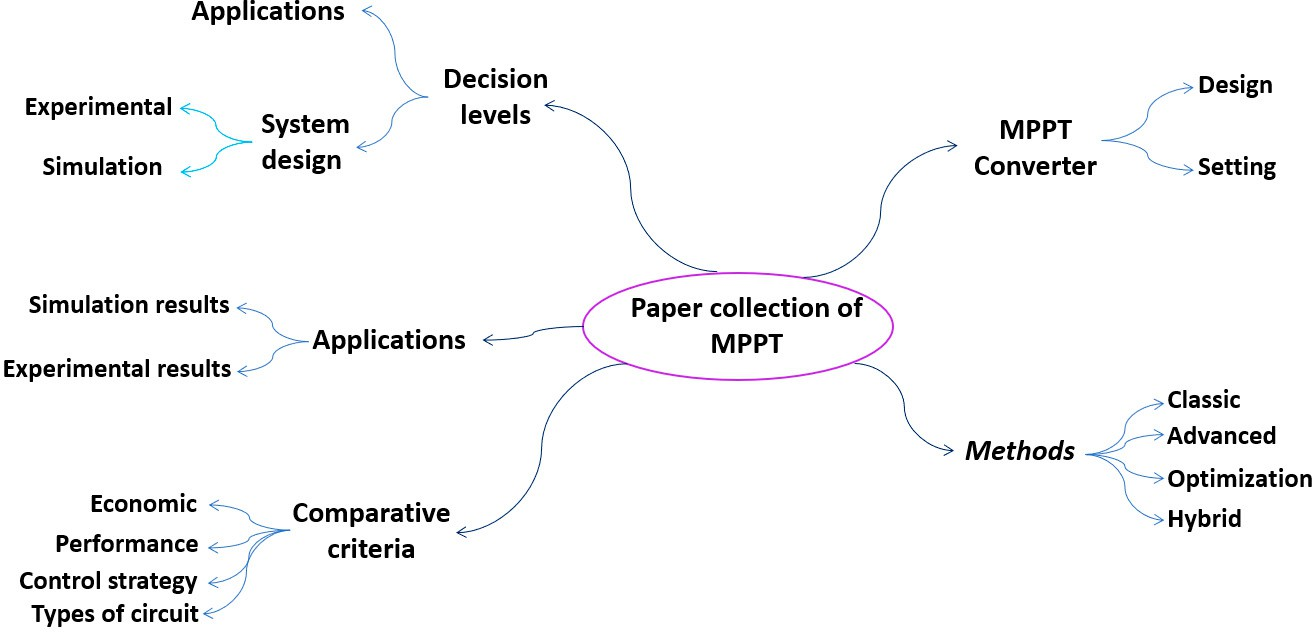 Applications
Decision
levels
System
design
Experimental
Simulation
MPPT
Converter
Design
Setting
Paper collection of
MPPT
Applications
Simulation results
Experimental results
Methods
Classic
Advanced
Optimization
Hybrid
Comparative
criteria
Economic
Performance
Control strategy
Types of circuit